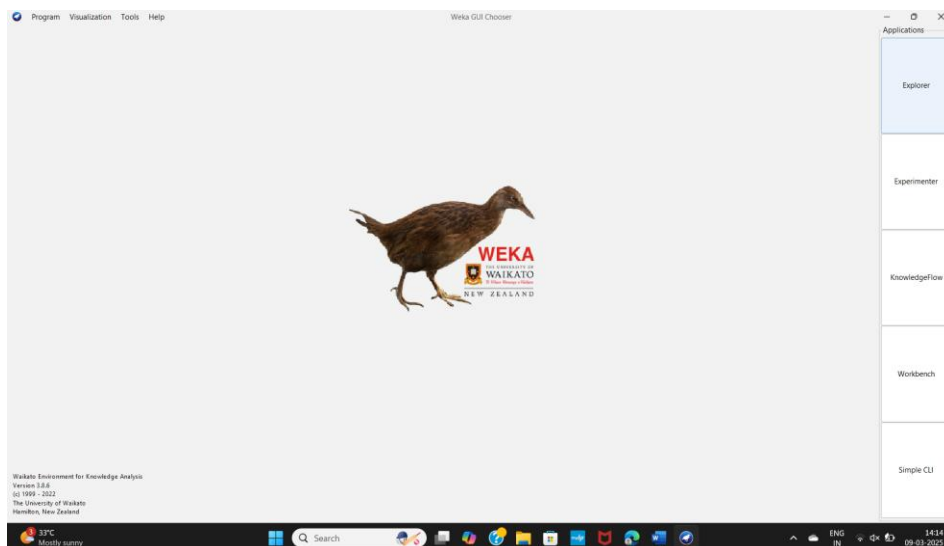 Program Visualization Tools Help
Weka GUI Chooser
Applications
Explorer
Experimenter
KnowledgeFlow
Workbench
Simple CLI
WEKA
THE UNIVERSITY OF
WAIKATO
NEW ZEALAND
Waikato Environment for Knowledge Analysis
Version 3.8.6
(c) 1999 - 2022
The University of Waikato
Hamilton, New Zealand
3
33°C
Mostly sunny
Search
ENG
IN
14:14
09-03-2025